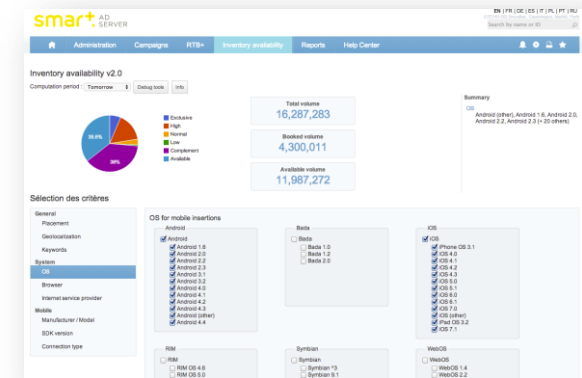 EN | FR | DE | ES | IT | PL | PT | RU
smart AD SERVER
Search by name or ID
Administration Campaigns RTB+ Inventory availability Reports Help Center
Inventory availability v2.0
Computation period : Tomorrow Debug tools Info
Exclusive
High
Normal
Low
Complement
Available
39%
Total volume
16,287,283
Booked volume
4,300,011
Available volume
11,987,272
Summary
OS
Android (other), Android 1.6, Android 2.0,
Android 2.2, Android 2.3 (+ 20 others)
Sélection des critères
General
Placement
Geolocalization
Keywords
System
OS
Browser
Internet service provider
Mobile
Manufacturer / Model
SDK version
Connection type
OS for mobile insertions
Android
Android
Android 1.6
Android 2.0
Android 2.2
Android 2.3
Android 3.1
Android 3.2
Android 4.0
Android 4.1
Android 4.2
Android 4.3
Android (other)
Android 4.4
Bada
Bada
Bada 1.0
Bada 1.2
Bada 2.0
iOS
iOS
iPhone OS 3.1
iOS 4.0
iOS 4.1
iOS 4.2
iOS 4.3
iOS 5.0
iOS 5.1
iOS 6.0
iOS 6.1
iOS 7.0
iOS (other)
iPad OS 3.2
iOS 7.1
RIM
RIM
RIM OS 4.6
RIM OS 5.0
Symbian
Symbian
Symbian ^3
Symbian 9.1
WebOS
WebOS
WebOS 1.4
WebOS 2.2